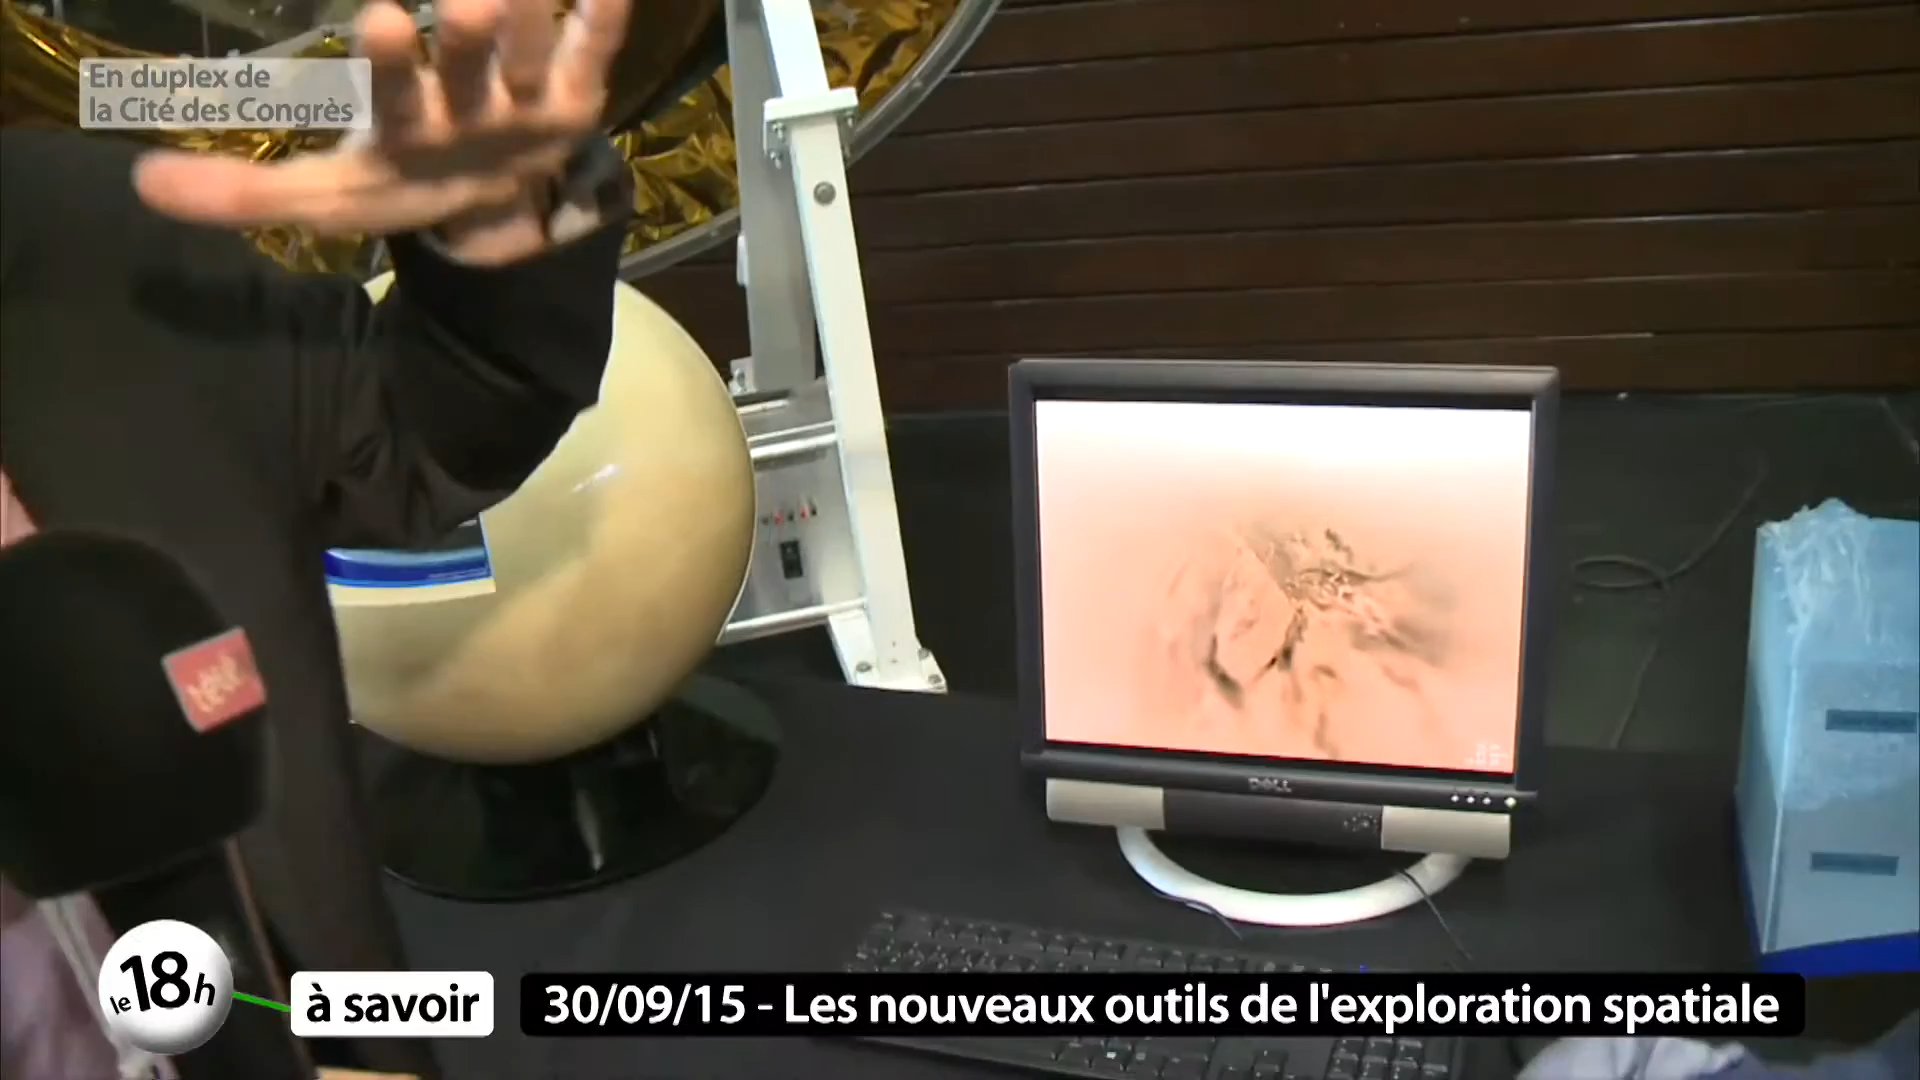 En duplex de
la Cité des Congrès
DELL
le 18h
à savoir
30/09/15 - Les nouveaux outils de l'exploration spatiale